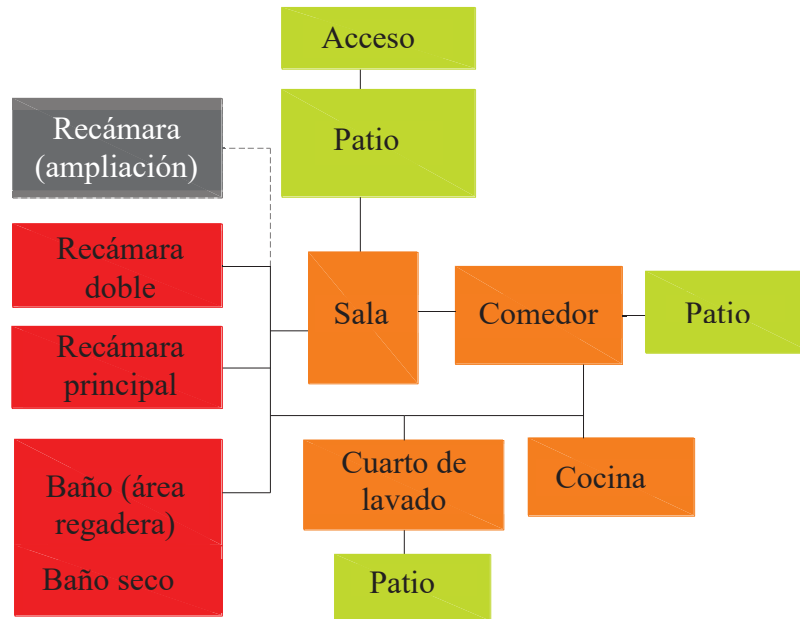 Acceso
Patio
Recámara
(ampliación)
Recámara
doble
Sala
Comedor
Patio
Recámara
principal
Baño (área
regadera)
Baño seco
Cuarto de
lavado
Cocina
Patio